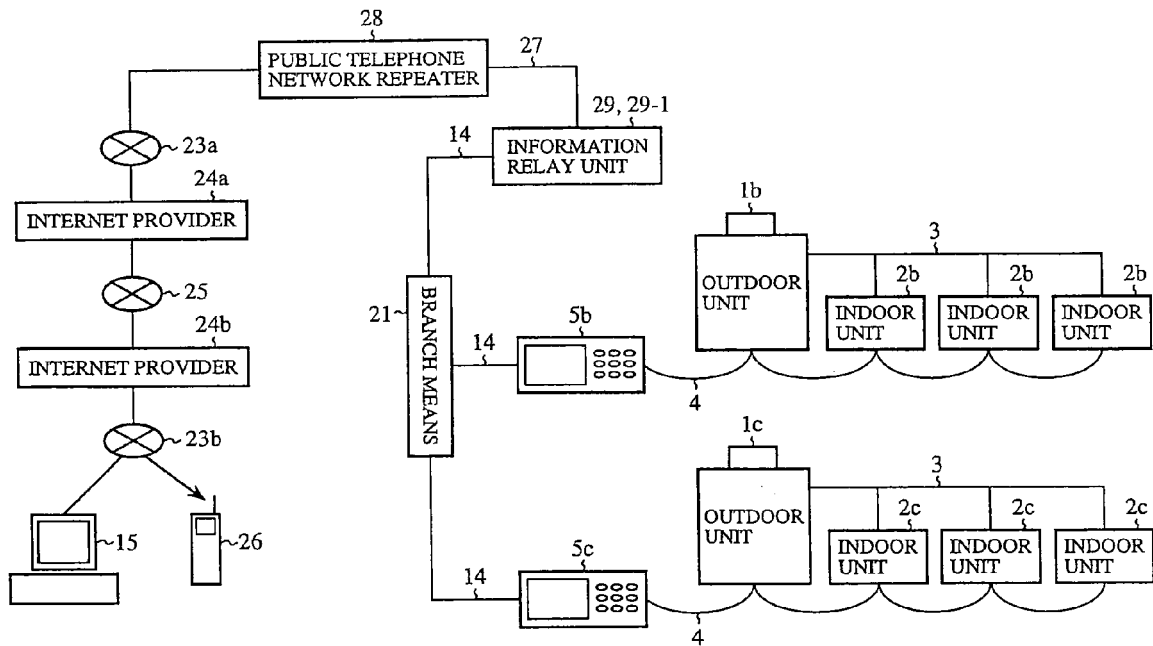 28
PUBLIC TELEPHONE
NETWORK REPEATER
27
29, 29-1
INFORMATION
RELAY UNIT
14
23a
24a
INTERNET PROVIDER
25
24b
INTERNET PROVIDER
23b
15
26
21
BRANCH MEANS
14
5b
4
1b
OUTDOOR
UNIT
3
2b
INDOOR
UNIT
2b
INDOOR
UNIT
2b
INDOOR
UNIT
14
5c
4
1c
OUTDOOR
UNIT
3
2c
INDOOR
UNIT
2c
INDOOR
UNIT
2c
INDOOR
UNIT